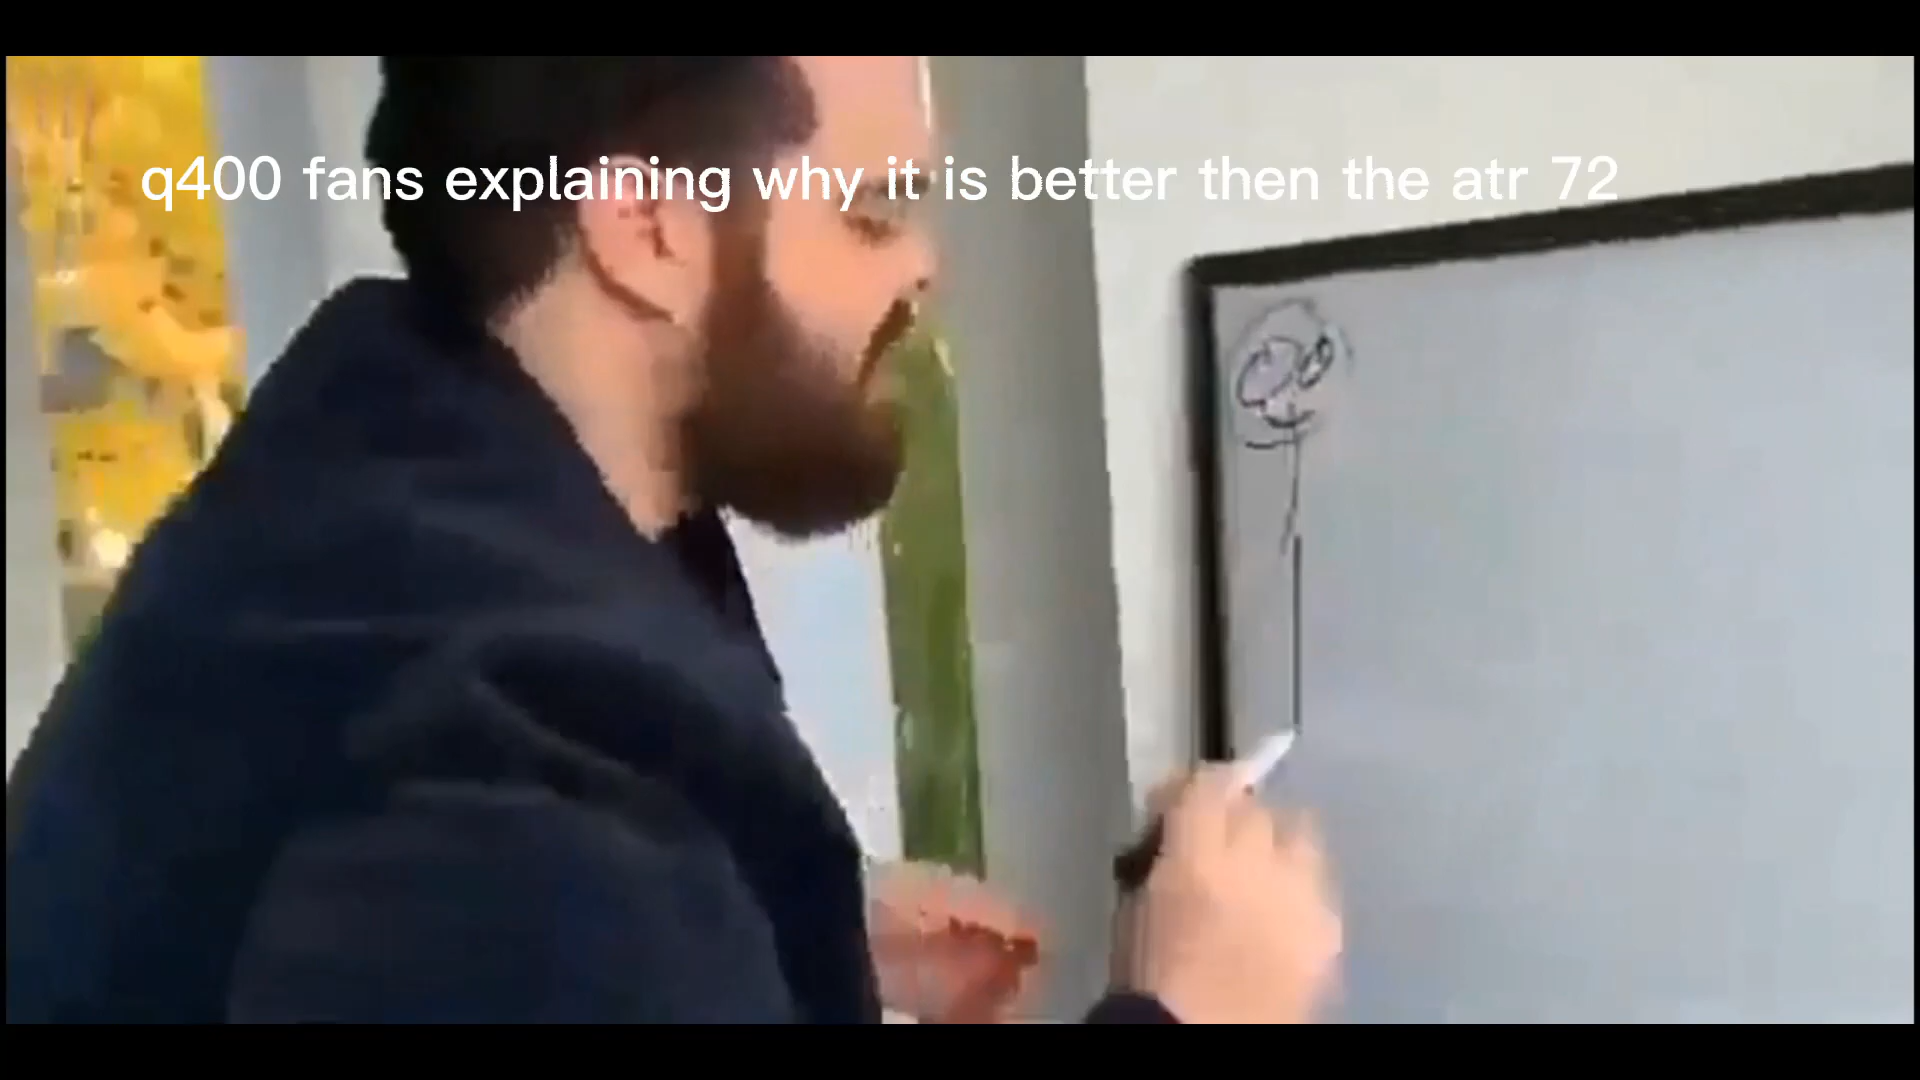 q400 fans explaining why it is better then the atr 72